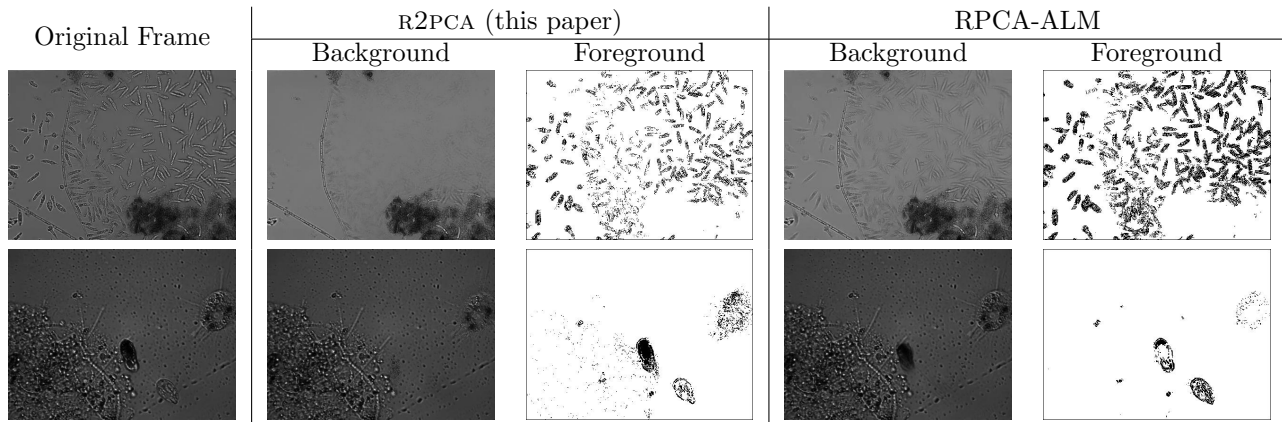 Original Frame
R2PCA (this paper)
RPCA-ALM
Background
Foreground
Background
Foreground